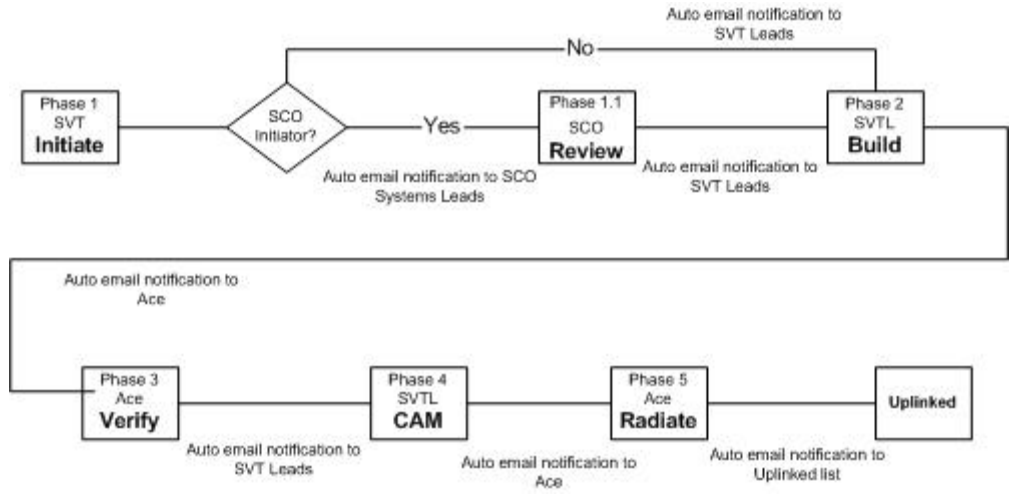 Auto email notification to
SVT Leads
No
Phase 1
SVT
Initiate
SCO
Initiator?
Yes
Phase 1.1
SCO
Review
Phase 2
SVTL
Build
Auto email notification to SCO
Systems Leads
Auto email notification to
SVT Leads
Auto email notification to
Ace
Phase 3
Ace
Verify
Phase 4
SVTL
CAM
Phase 5
Ace
Radiate
Uplinked
Auto email notification to
SVT Leads
Auto email notification to
Ace
Auto email notification to
Uplinked list